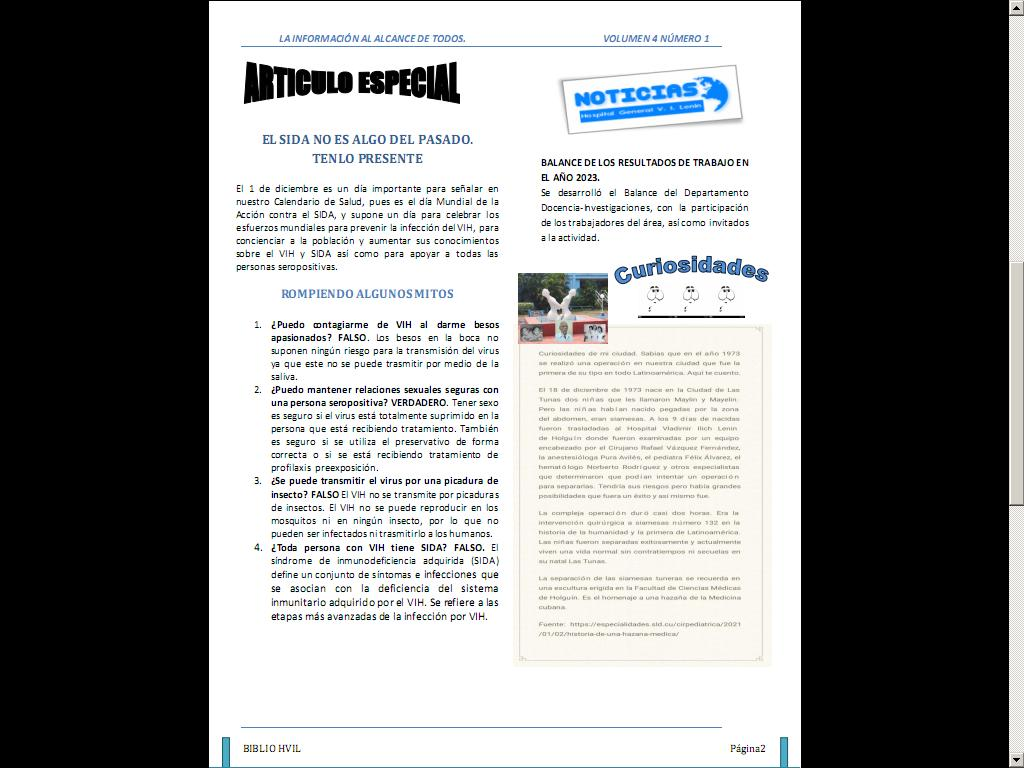 LA INFORMACIÓN AL ALCANCE DE TODOS.
VOLUMEN 4 NÚMERO 1
ARTICULO ESPECIAL
EL SIDA NO ES ALGO DEL PASADO.
TENLO PRESENTE
El 1 de diciembre es un día importante para señalar en
nuestro Calendario de Salud, pues es el día Mundial de la
Acción contra el SIDA, y supone un día para celebrar los
esfuerzos mundiales para prevenir la infección del VIH, para
concienciar a la población y aumentar sus conocimientos
sobre el VIH y SIDA así como para apoyar a todas las
personas seropositivas.
ROMPIENDO ALGUNOS MITOS
1. ¿Puedo contagiarme de VIH al darme besos
apasionados? FALSO. Los besos en la boca no
suponen ningún riesgo para la transmisión del virus
ya que este no se puede trasmitir por medio de la
saliva.
2. ¿Puedo mantener relaciones sexuales seguras con
una persona seropositiva? VERDADERO. Tener sexo
es seguro si el virus está totalmente suprimido en la
persona que está recibiendo tratamiento. También
es seguro si se utiliza el preservativo de forma
correcta o si se está recibiendo tratamiento de
profilaxis preexposición.
3. ¿Se puede transmitir el virus por una picadura de
insecto? FALSO El VIH no se transmite por picaduras
de insectos. El VIH no se puede reproducir en los
mosquitos ni en ningún insecto, por lo que no
pueden ser infectados ni trasmitirlo a los humanos.
4. ¿Toda persona con VIH tiene SIDA? FALSO. El
síndrome de inmunodeficiencia adquirida (SIDA)
define un conjunto de síntomas e infecciones que
se asocian con la deficiencia del sistema
inmunitario adquirido por el VIH. Se refiere a las
etapas más avanzadas de la infección por VIH.
NOTICIAS
Hospital General V. I. Lenin
BALANCE DE LOS RESULTADOS DE TRABAJO EN
EL AÑO 2023.
Se desarrolló el Balance del Departamento
Docencia-Investigaciones, con la participación
de los trabajadores del área, así como invitados
a la actividad.
Curiosidades
Curiosidades de mi ciudad. Sabías que en el año 1973
se realizó una operación en nuestra ciudad que fue la
primera de su tipo en todo Latinoamérica. Aquí te cuento.
El 18 de diciembre de 1973 nace en la Ciudad de Las
Tunas dos niñas que les llamaron Maylin y Mayelin.
Pero las niñas habían nacido pegadas por la zona
del abdomen, eran siamesas. A los 9 días de nacidas
fueron trasladadas al Hospital Vladimir Ilich Lenin
de Holguín donde fueron examinadas por un equipo
encabezado por el Cirujano Rafael Vázquez Fernández,
la anestesióloga Pura Avilés, el pediatra Félix Álvarez, el
hematólogo Norberto Rodríguez y otros especialistas
que determinaron que podían intentar un operación
para separarlas. Tendría sus riesgos pero había grandes
posibilidades que fuera un éxito y así mismo fue.
La compleja operación duró casi dos horas. Era la
intervención quirúrgica a siamesas número 132 en la
historia de la humanidad y la primera de Latinoamérica.
Las niñas fueron separadas exitosamente y actualmente
viven una vida normal sin contratiempos ni secuelas en
su natal Las Tunas.
La separación de las siamesas tuneras se recuerda en
una escultura erigida en la Facultad de Ciencias Médicas
de Holguín. Es el homenaje a una hazaña de la Medicina
cubana.
Fuente: https://especialidades.sld.cu/cirpediatrica/2021
/01/02/historia-de-una-hazana-medica/
BIBLIO HVIL
Página2